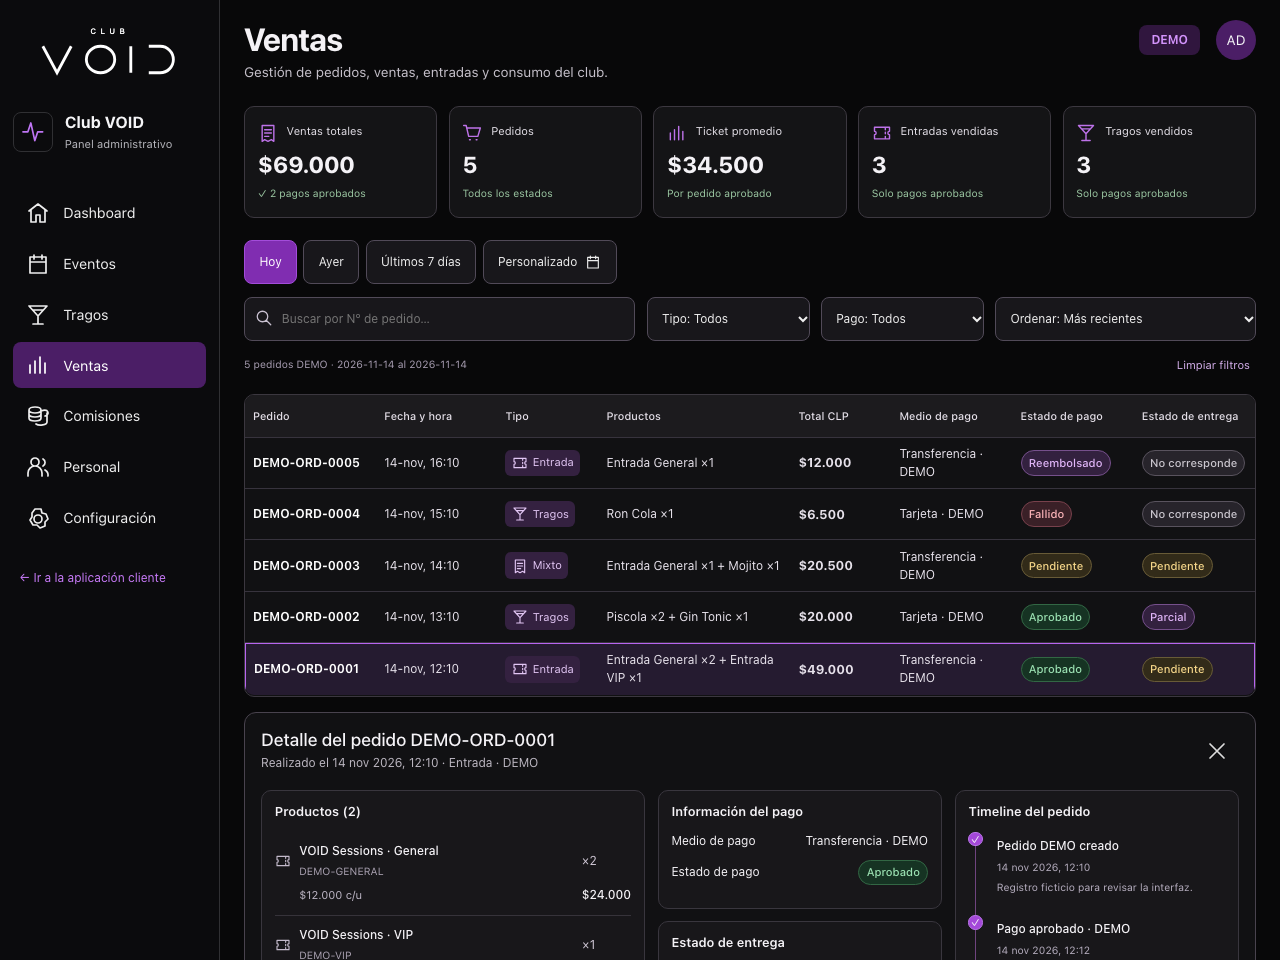 CLUB
VOID
Club VOID
Panel administrativo
Dashboard
Eventos
Tragos
Ventas
Comisiones
Personal
Configuración
← Ir a la aplicación cliente
Ventas
Gestión de pedidos, ventas, entradas y consumo del club.
DEMO
AD
Ventas totales
$69.000
✓ 2 pagos aprobados
Pedidos
5
Todos los estados
Ticket promedio
$34.500
Por pedido aprobado
Entradas vendidas
3
Solo pagos aprobados
Tragos vendidos
3
Solo pagos aprobados
Hoy
Ayer
Últimos 7 días
Personalizado
Buscar por N° de pedido...
Tipo: Todos
Pago: Todos
Ordenar: Más recientes
5 pedidos DEMO · 2026-11-14 al 2026-11-14
Limpiar filtros
Pedido Fecha y hora Tipo Productos Total CLP Medio de pago Estado de pago Estado de entrega
DEMO-ORD-0005 14-nov, 16:10 Entrada Entrada General ×1 $12.000 Transferencia · DEMO Reembolsado No corresponde
DEMO-ORD-0004 14-nov, 15:10 Tragos Ron Cola ×1 $6.500 Tarjeta · DEMO Fallido No corresponde
DEMO-ORD-0003 14-nov, 14:10 Mixto Entrada General ×1 + Mojito ×1 $20.500 Transferencia · DEMO Pendiente Pendiente
DEMO-ORD-0002 14-nov, 13:10 Tragos Piscola ×2 + Gin Tonic ×1 $20.000 Tarjeta · DEMO Aprobado Parcial
DEMO-ORD-0001 14-nov, 12:10 Entrada Entrada General ×2 + Entrada VIP ×1 $49.000 Transferencia · DEMO Aprobado Pendiente
Detalle del pedido DEMO-ORD-0001
Realizado el 14 nov 2026, 12:10 · Entrada · DEMO
Productos (2)
VOID Sessions · General
DEMO-GENERAL
×2
$12.000 c/u
$24.000
VOID Sessions · VIP
DEMO-VIP
×1
Información del pago
Medio de pago Transferencia · DEMO
Estado de pago Aprobado
Estado de entrega
Timeline del pedido
Pedido DEMO creado
14 nov 2026, 12:10
Registro ficticio para revisar la interfaz.
Pago aprobado · DEMO
14 nov 2026, 12:12